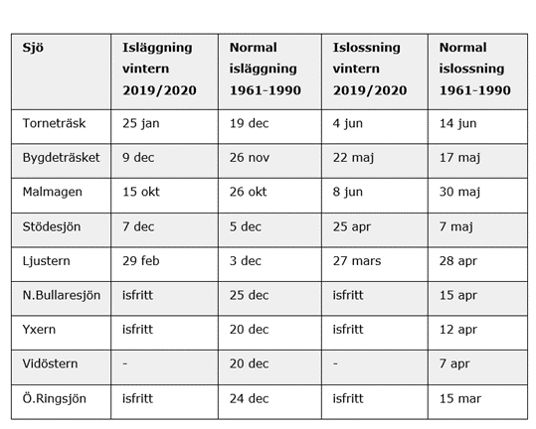 Sjö Isläggning vintern 2019/2020 Normal isläggning 1961-1990 Islossning vintern 2019/2020 Normal islossning 1961-1990
Torneträsk 25 jan 19 dec 4 jun 14 jun
Bygdeträsket 9 dec 26 nov 22 maj 17 maj
Malmagen 15 okt 26 okt 8 jun 30 maj
Stödesjön 7 dec 5 dec 25 apr 7 maj
Ljustern 29 feb 3 dec 27 mars 28 apr
N.Bullaresjön isfritt 25 dec isfritt 15 apr
Yxern isfritt 20 dec isfritt 12 apr
Vidöstern - 20 dec - 7 apr
Ö.Ringsjön isfritt 24 dec isfritt 15 mar